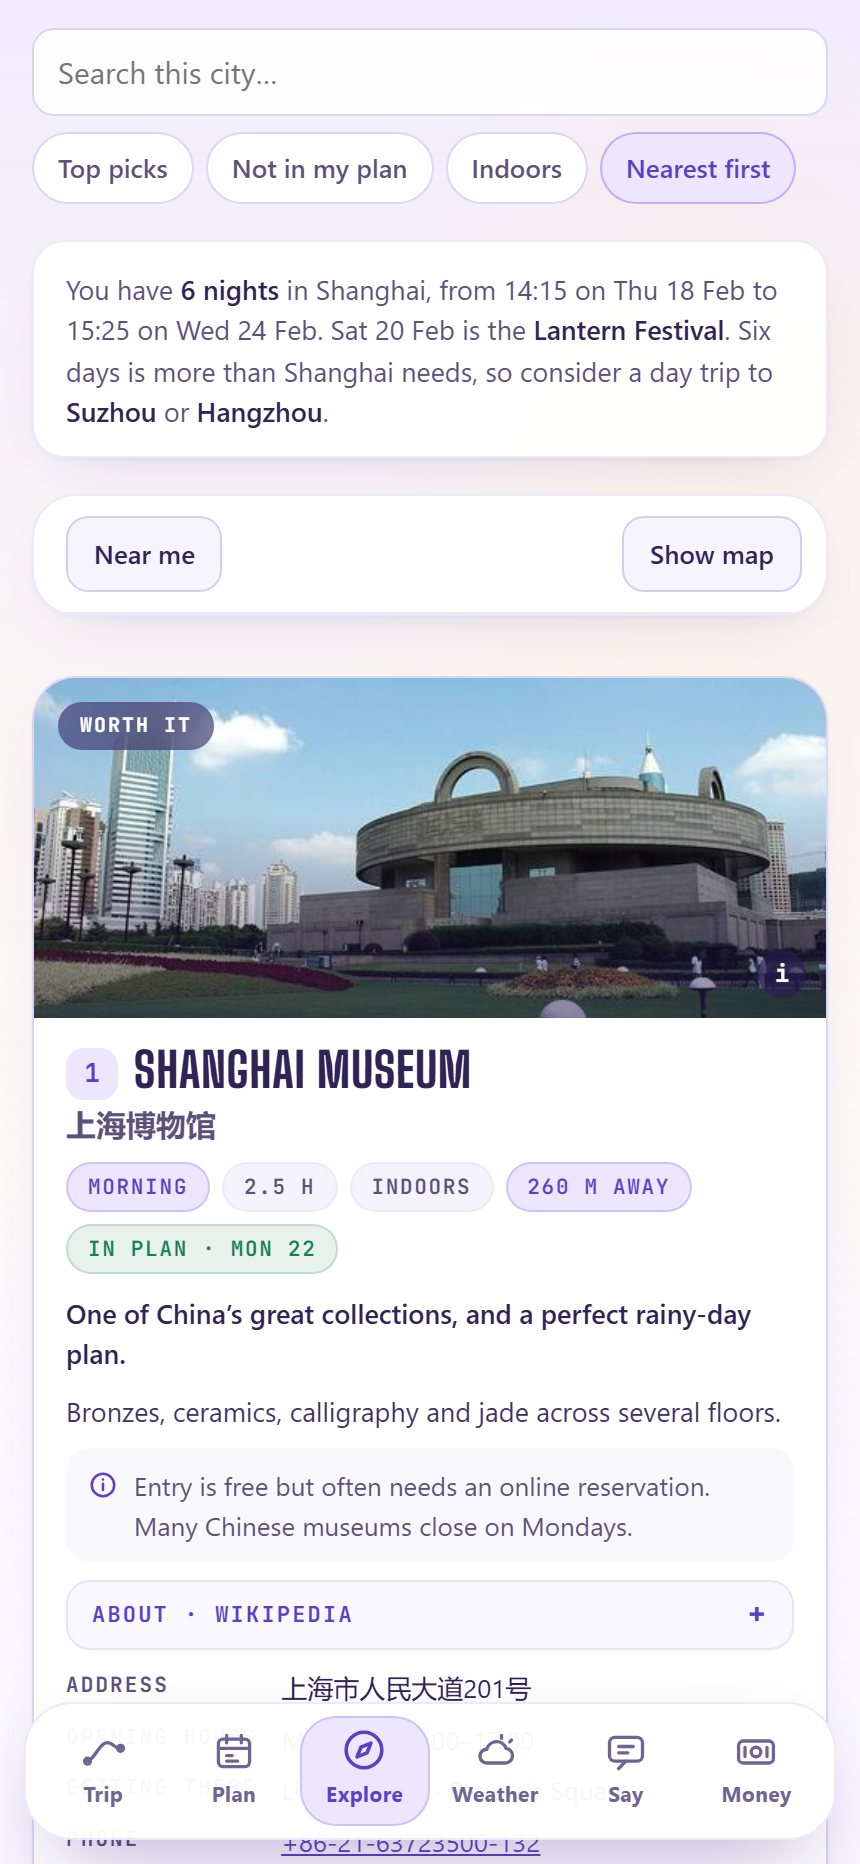 Search this city...
Top picks
Not in my plan
Indoors
Nearest first
You have 6 nights in Shanghai, from 14:15 on Thu 18 Feb to
15:25 on Wed 24 Feb. Sat 20 Feb is the Lantern Festival. Six
days is more than Shanghai needs, so consider a day trip to
Suzhou or Hangzhou.
Near me
Show map
WORTH IT
i
1 SHANGHAI MUSEUM
上海博物馆
MORNING
2.5 H
INDOORS
260 M AWAY
IN PLAN · MON 22
One of China’s great collections, and a perfect rainy-day
plan.
Bronzes, ceramics, calligraphy and jade across several floors.
Entry is free but often needs an online reservation.
Many Chinese museums close on Mondays.
ABOUT · WIKIPEDIA +
ADDRESS 上海市人民大道201号
Trip
Plan
Explore
Weather
Say
Money
PHONE +86-21-63723500-132